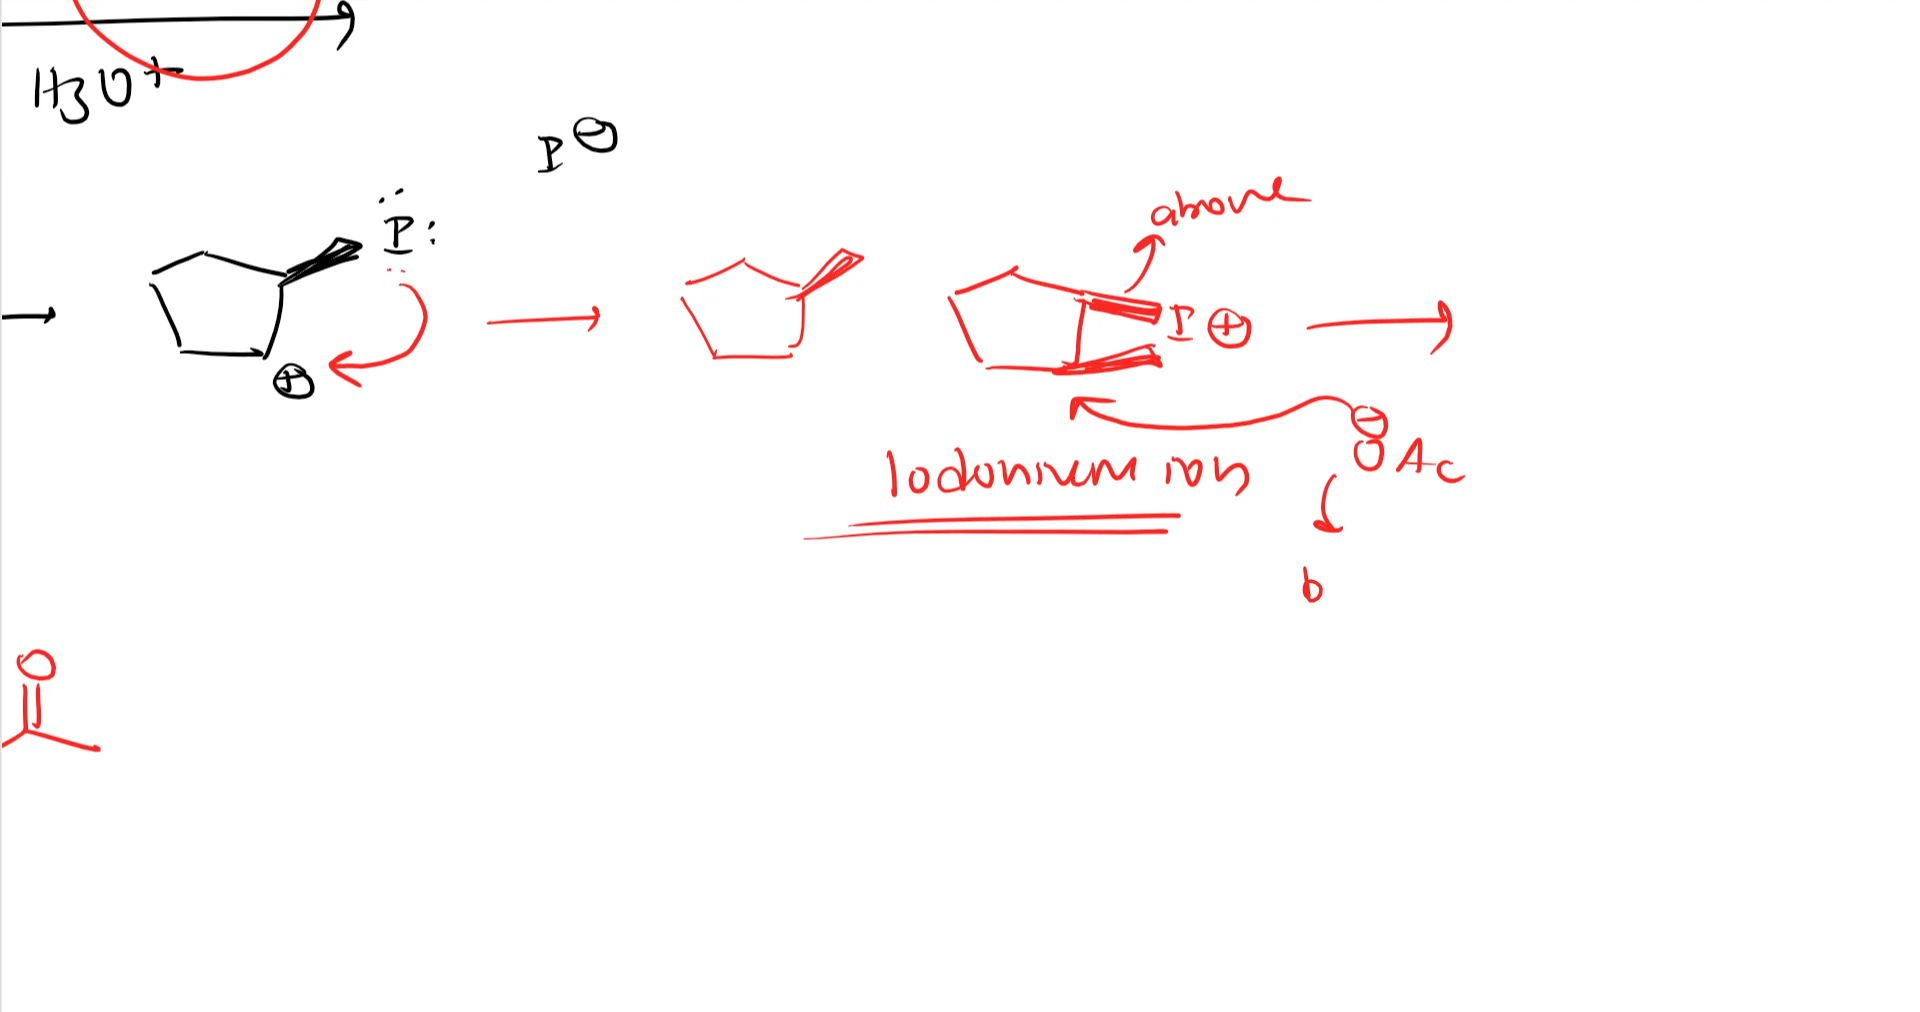 H3O+
I⊖
:I:
⊕
above
I⊕
⊖
OAc
Iodonium ion
b
O